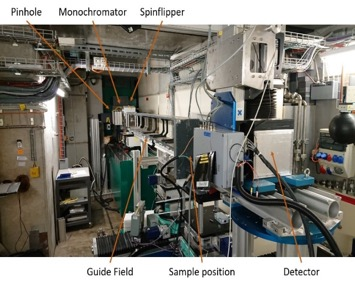 Pinhole
Monochromator
Spinflipper
Guide Field
Sample position
Detector